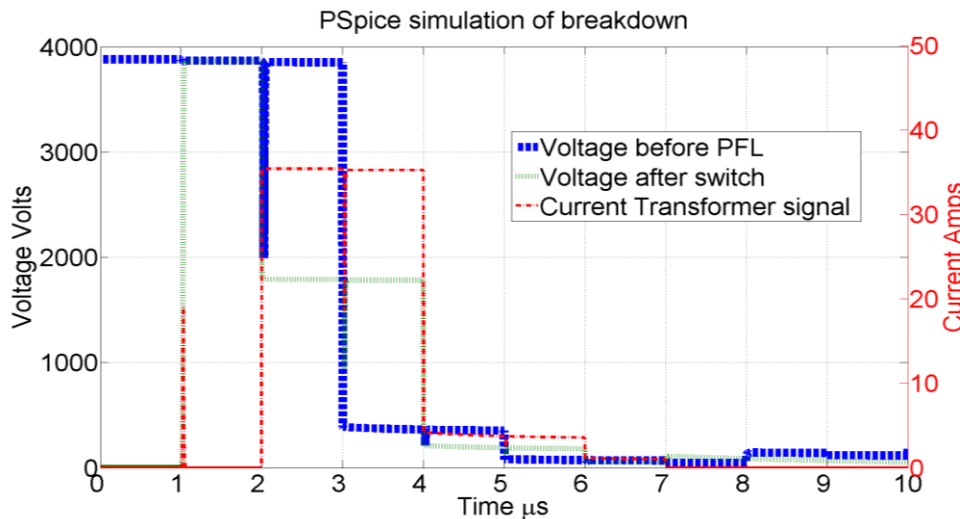 PSpice simulation of breakdown
4000
3000
2000
1000
0
Voltage Volts
50
40
30
20
10
0
Current Amps
Voltage before PFL
Voltage after switch
Current Transformer signal
0 1 2 3 4 5 6 7 8 9 10
Time μs